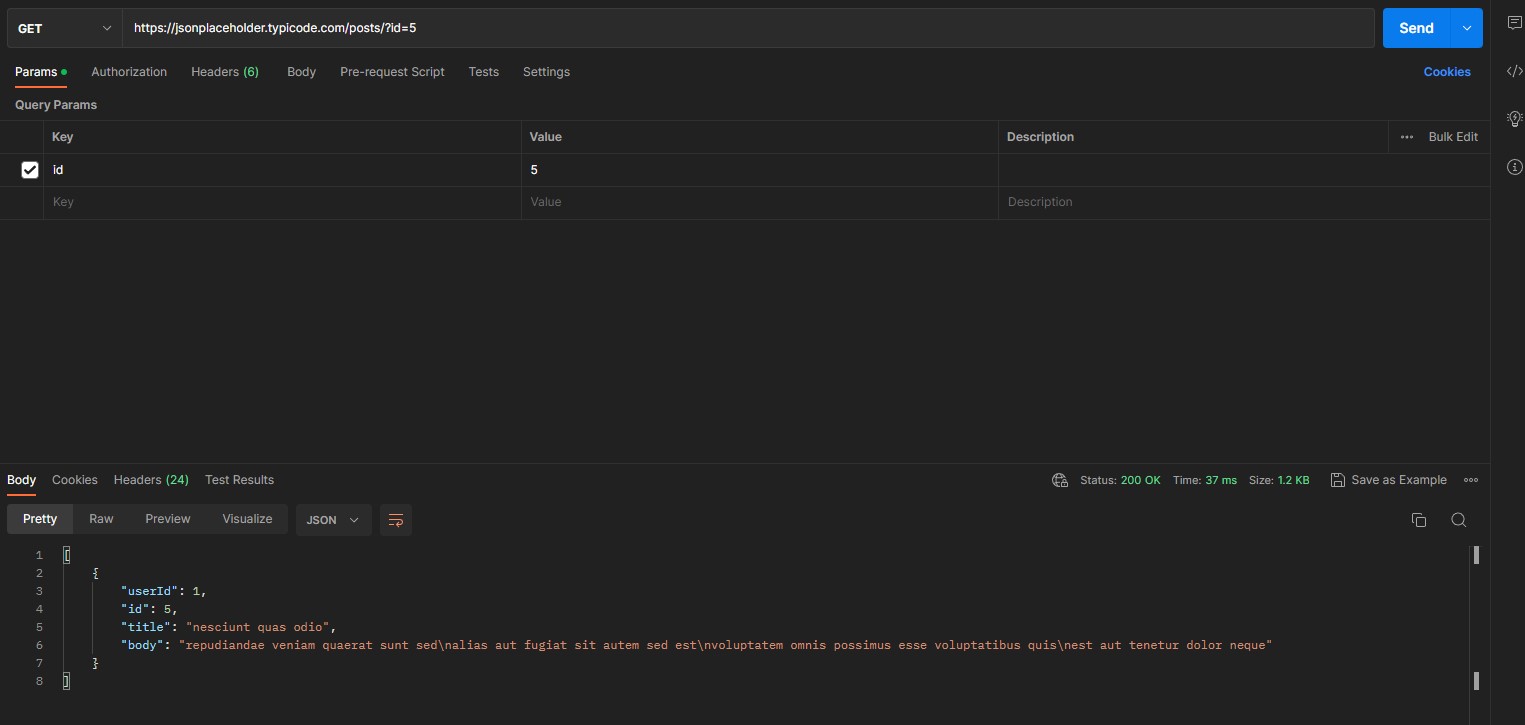 GET https://jsonplaceholder.typicode.com/posts/?id=5 Send
Params Authorization Headers (6) Body Pre-request Script Tests Settings Cookies
Query Params
Key Value Description Bulk Edit
id 5
Key Value Description
Body Cookies Headers (24) Test Results Status: 200 OK Time: 37 ms Size: 1.2 KB Save as Example
Pretty Raw Preview Visualize JSON
1 [
2 {
3 "userId": 1,
4 "id": 5,
5 "title": "nesciunt quas odio",
6 "body": "repudiandae veniam quaerat sunt sed\nalias aut fugiat sit autem sed est\nvoluptatem omnis possimus esse voluptatibus quis\nest aut tenetur dolor neque"
7 }
8 ]